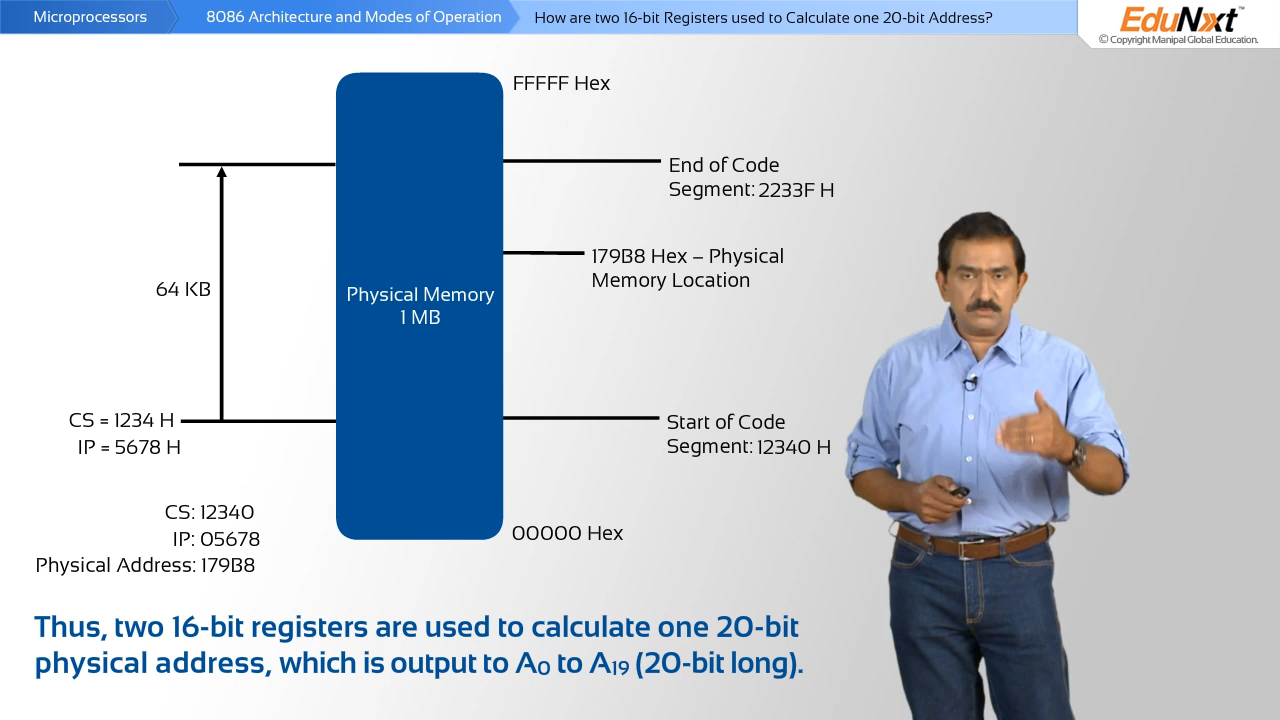 Microprocessors
8086 Architecture and Modes of Operation
How are two 16-bit Registers used to Calculate one 20-bit Address?
EduNxt™
© Copyright Manipal Global Education.
FFFFF Hex
End of Code
Segment: 2233F H
179B8 Hex – Physical
Memory Location
64 KB
Physical Memory
1 MB
CS = 1234 H
IP = 5678 H
Start of Code
Segment: 12340 H
CS: 12340
IP: 05678
Physical Address: 179B8
00000 Hex
Thus, two 16-bit registers are used to calculate one 20-bit
physical address, which is output to A₀ to A₁₉ (20-bit long).